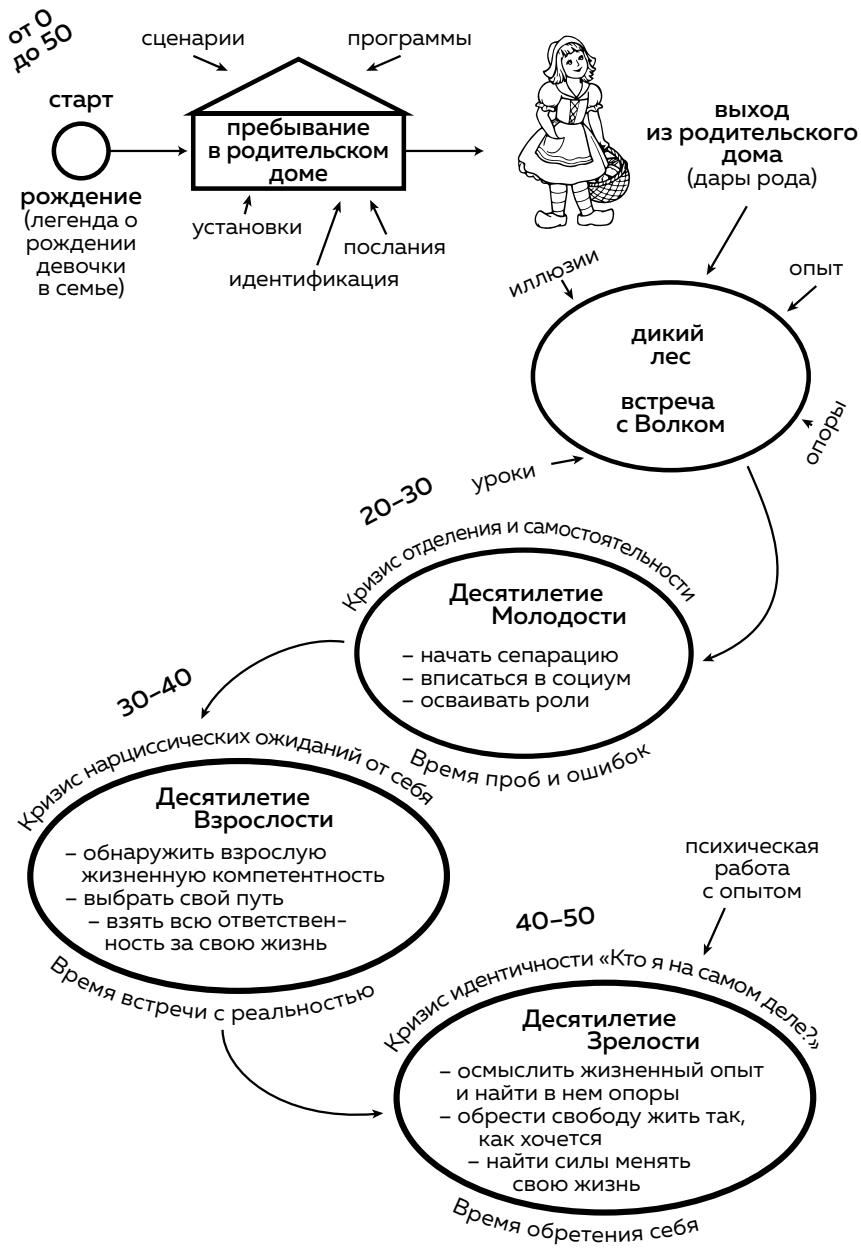 от 0
до 50
сценарии
программы
старт
пребывание
в родительском
доме
рождение
(легенда о
рождении
девочки
в семье)
установки
послания
идентификация
выход
из родительского
дома
(дары рода)
иллюзии
опыт
дикий
лес
встреча
с Волком
опоры
уроки
20–30
Кризис отделения и самостоятельности
Десятилетие
Молодости
– начать сепарацию
– вписаться в социум
– осваивать роли
Время проб и ошибок
30–40
Кризис нарциссических ожиданий от себя
Десятилетие
Взрослости
– обнаружить взрослую
жизненную компетентность
– выбрать свой путь
– взять всю ответствен-
ность за свою жизнь
Время встречи с реальностью
психическая
работа
с опытом
40–50
Кризис идентичности «Кто я на самом деле?»
Десятилетие
Зрелости
– осмыслить жизненный опыт
и найти в нем опоры
– обрести свободу жить так,
как хочется
– найти силы менять
свою жизнь
Время обретения себя